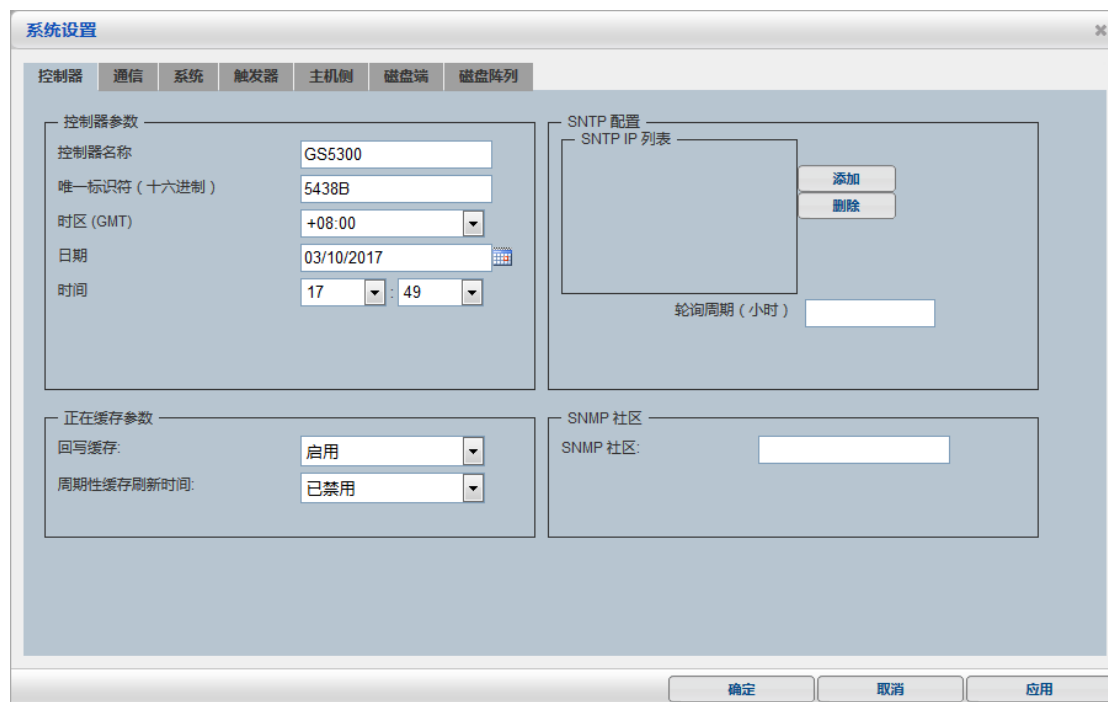 系统设置
控制器 通信 系统 触发器 主机侧 磁盘端 磁盘阵列
控制器参数
控制器名称 GS5300
唯一标识符（十六进制） 5438B
时区 (GMT) +08:00
日期 03/10/2017
时间 17 : 49
SNTP 配置
SNTP IP 列表
添加
删除
轮询周期（小时）
正在缓存参数
回写缓存: 启用
周期性缓存刷新时间: 已禁用
SNMP 社区
SNMP 社区:
确定 取消 应用